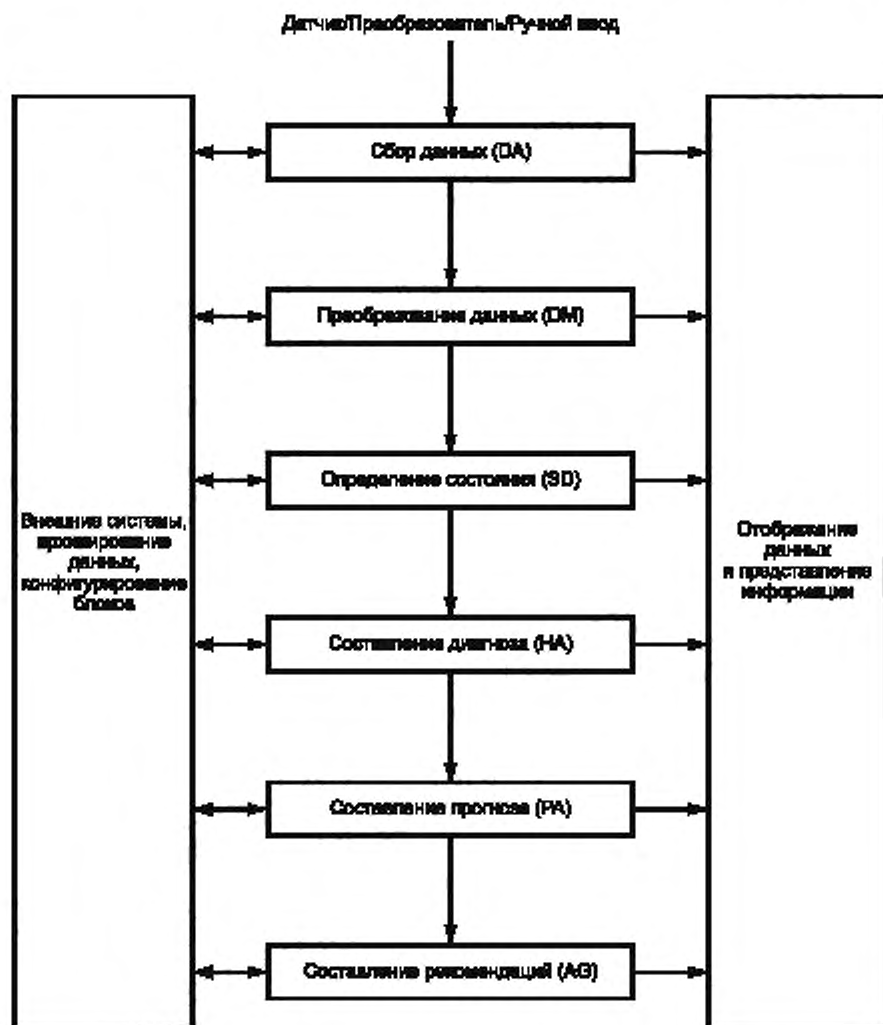 Датчик/Преобразователь/Ручной ввод
Сбор данных (DA)
Преобразование данных (DM)
Определение состояния (SD)
Внешние системы,
архивирование
данных,
конфигурирование
блоков
Отображение
данных
и представление
информации
Составление диагноза (HA)
Составление прогноза (PA)
Составление рекомендаций (AG)